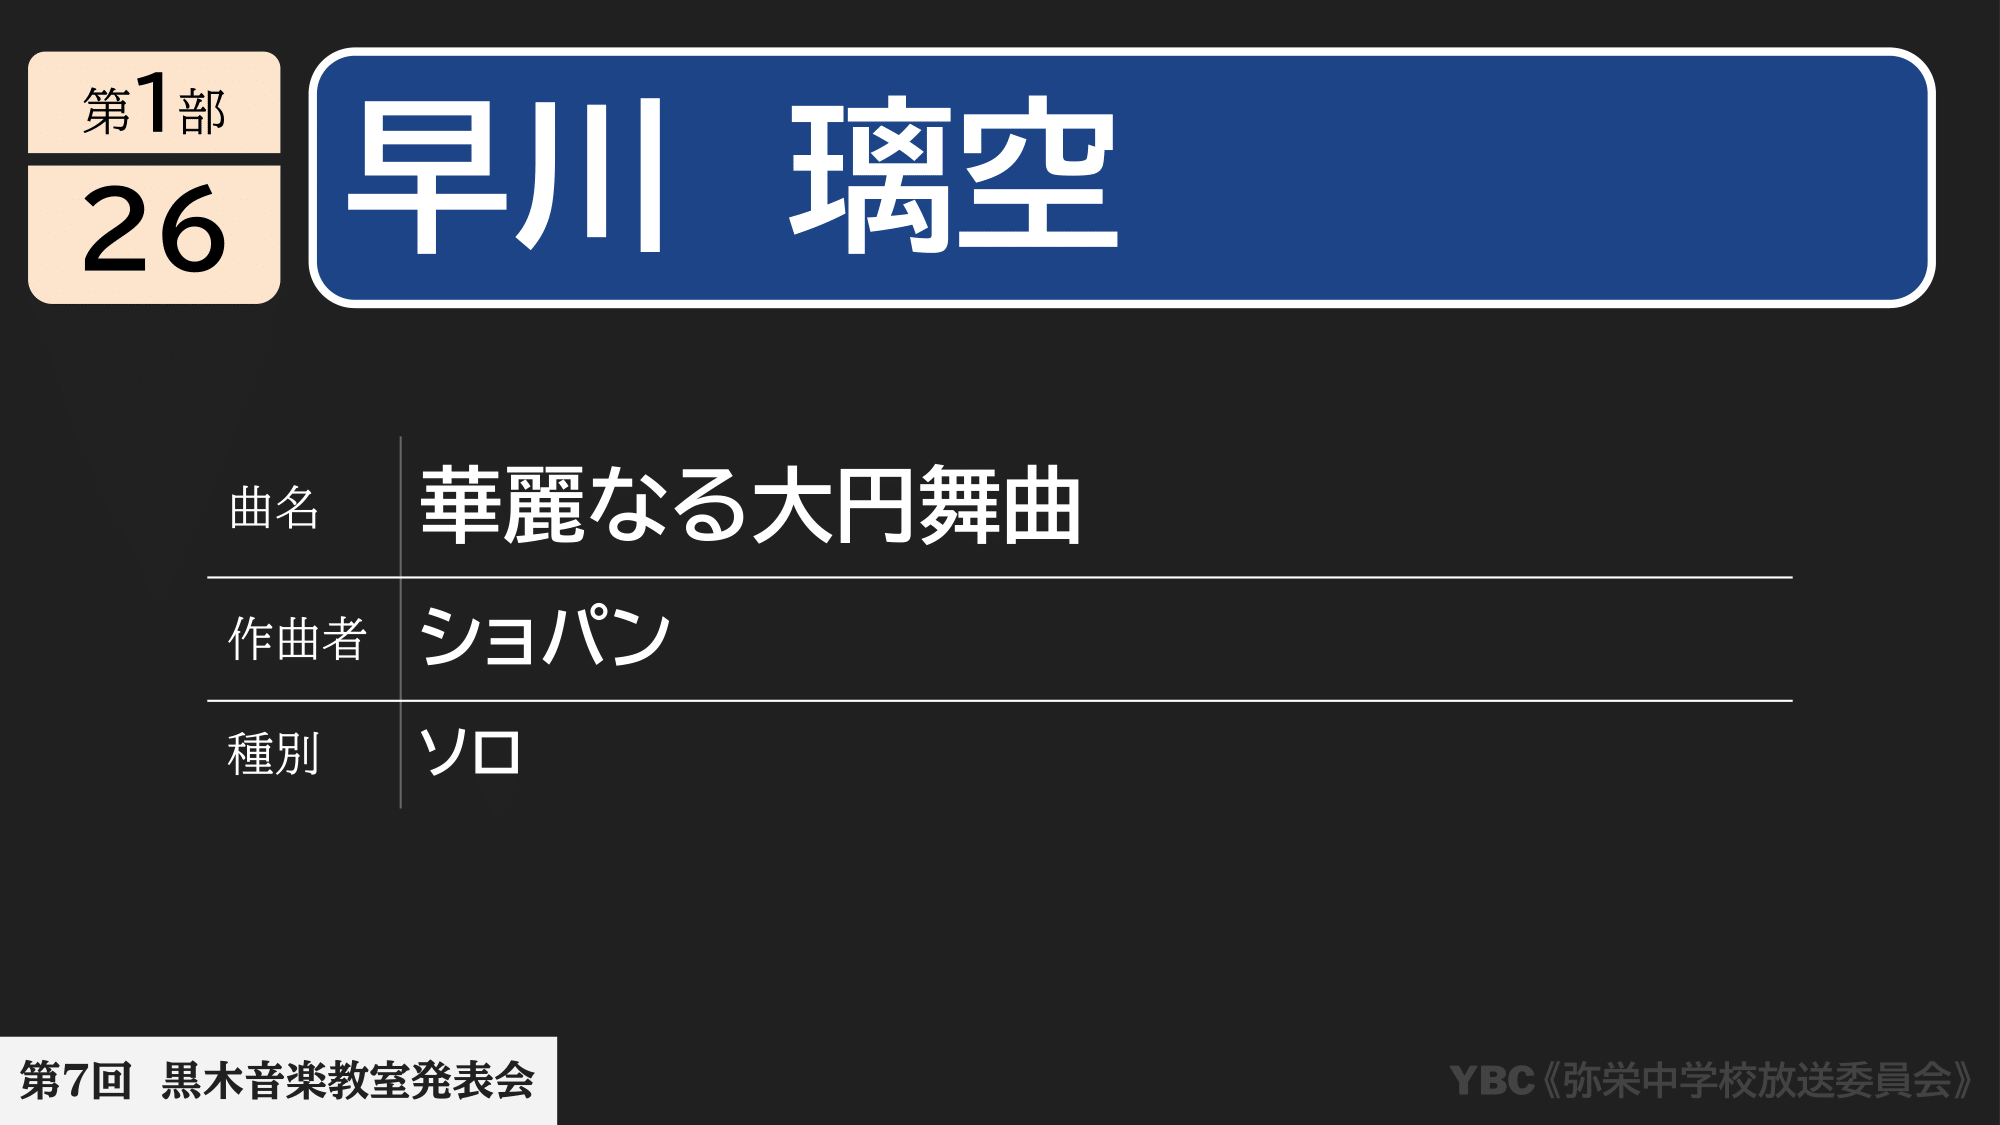 第1部
26
早川　璃空
曲名
華麗なる大円舞曲
作曲者
ショパン
種別
ソロ
第7回　黒木音楽教室発表会
YBC《弥栄中学校放送委員会》